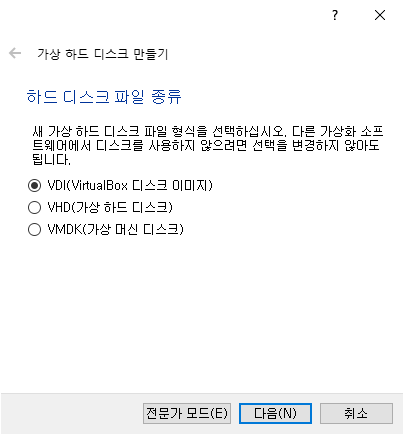 ?
가상 하드 디스크 만들기
하드 디스크 파일 종류
새 가상 하드 디스크 파일 형식을 선택하십시오. 다른 가상화 소프
트웨어에서 디스크를 사용하지 않으려면 선택을 변경하지 않아도
됩니다.
VDI(VirtualBox 디스크 이미지)
VHD(가상 하드 디스크)
VMDK(가상 머신 디스크)
전문가 모드(E) 다음(N) 취소